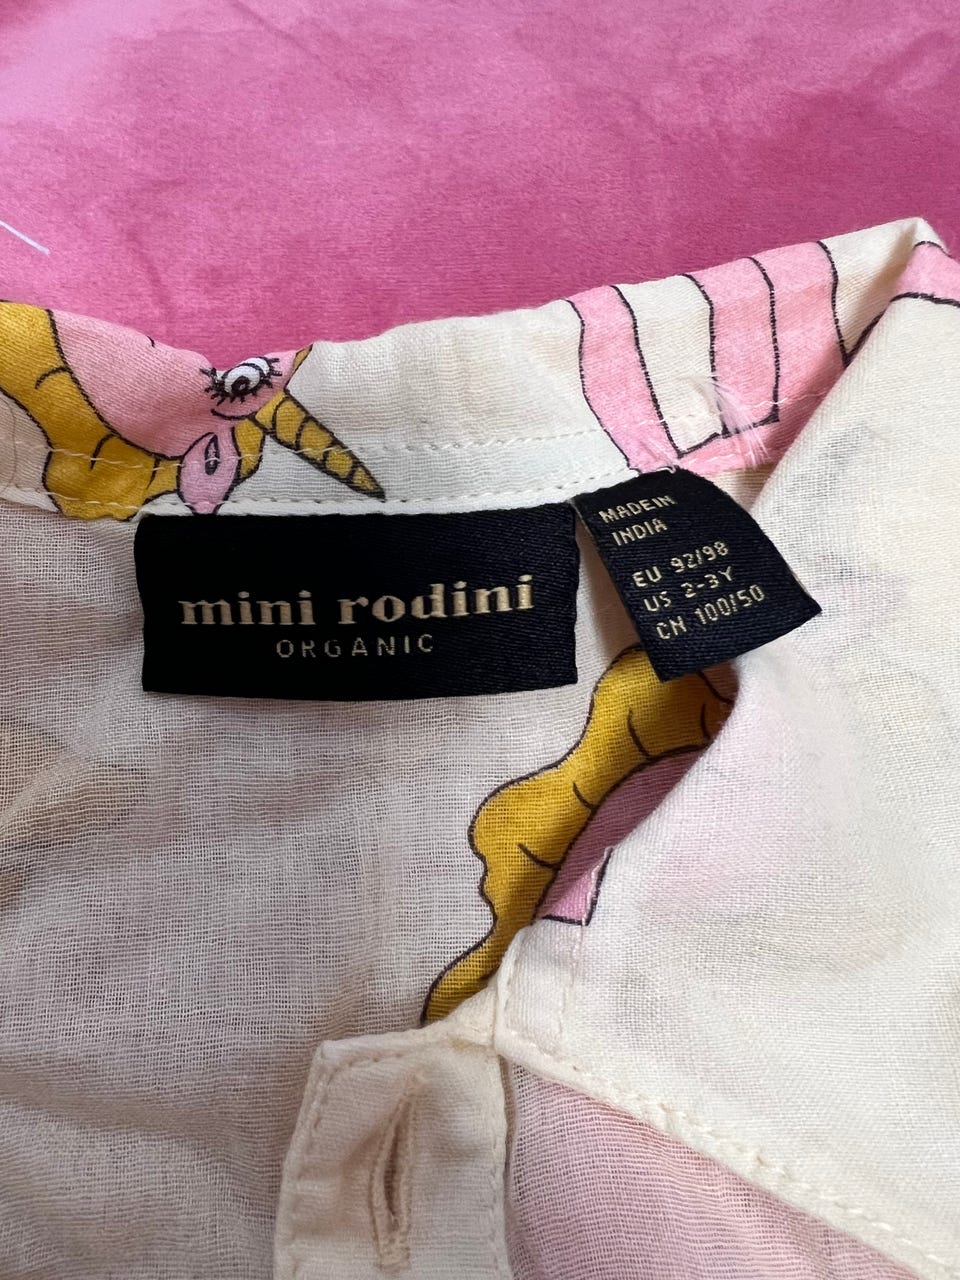 mini rodini
ORGANIC
MADE IN
INDIA
EU 92/98
US 2-3Y
CN 100/50